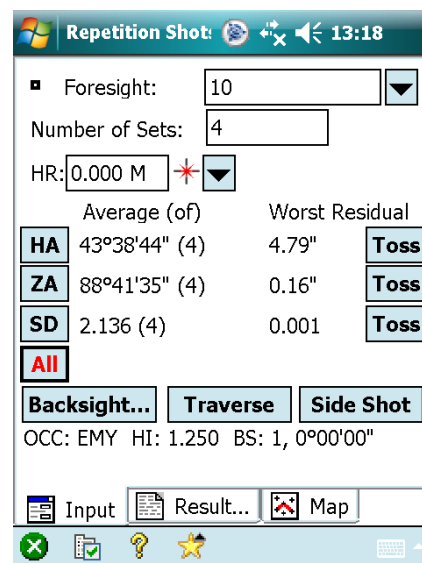 Repetition Shot: 13:18
Foresight: 10
Number of Sets: 4
HR: 0.000 M
Average (of) Worst Residual
HA 43°38'44" (4) 4.79" Toss
ZA 88°41'35" (4) 0.16" Toss
SD 2.136 (4) 0.001 Toss
All
Backsight... Traverse Side Shot
OCC: EMY HI: 1.250 BS: 1, 0°00'00"
Input Result... Map